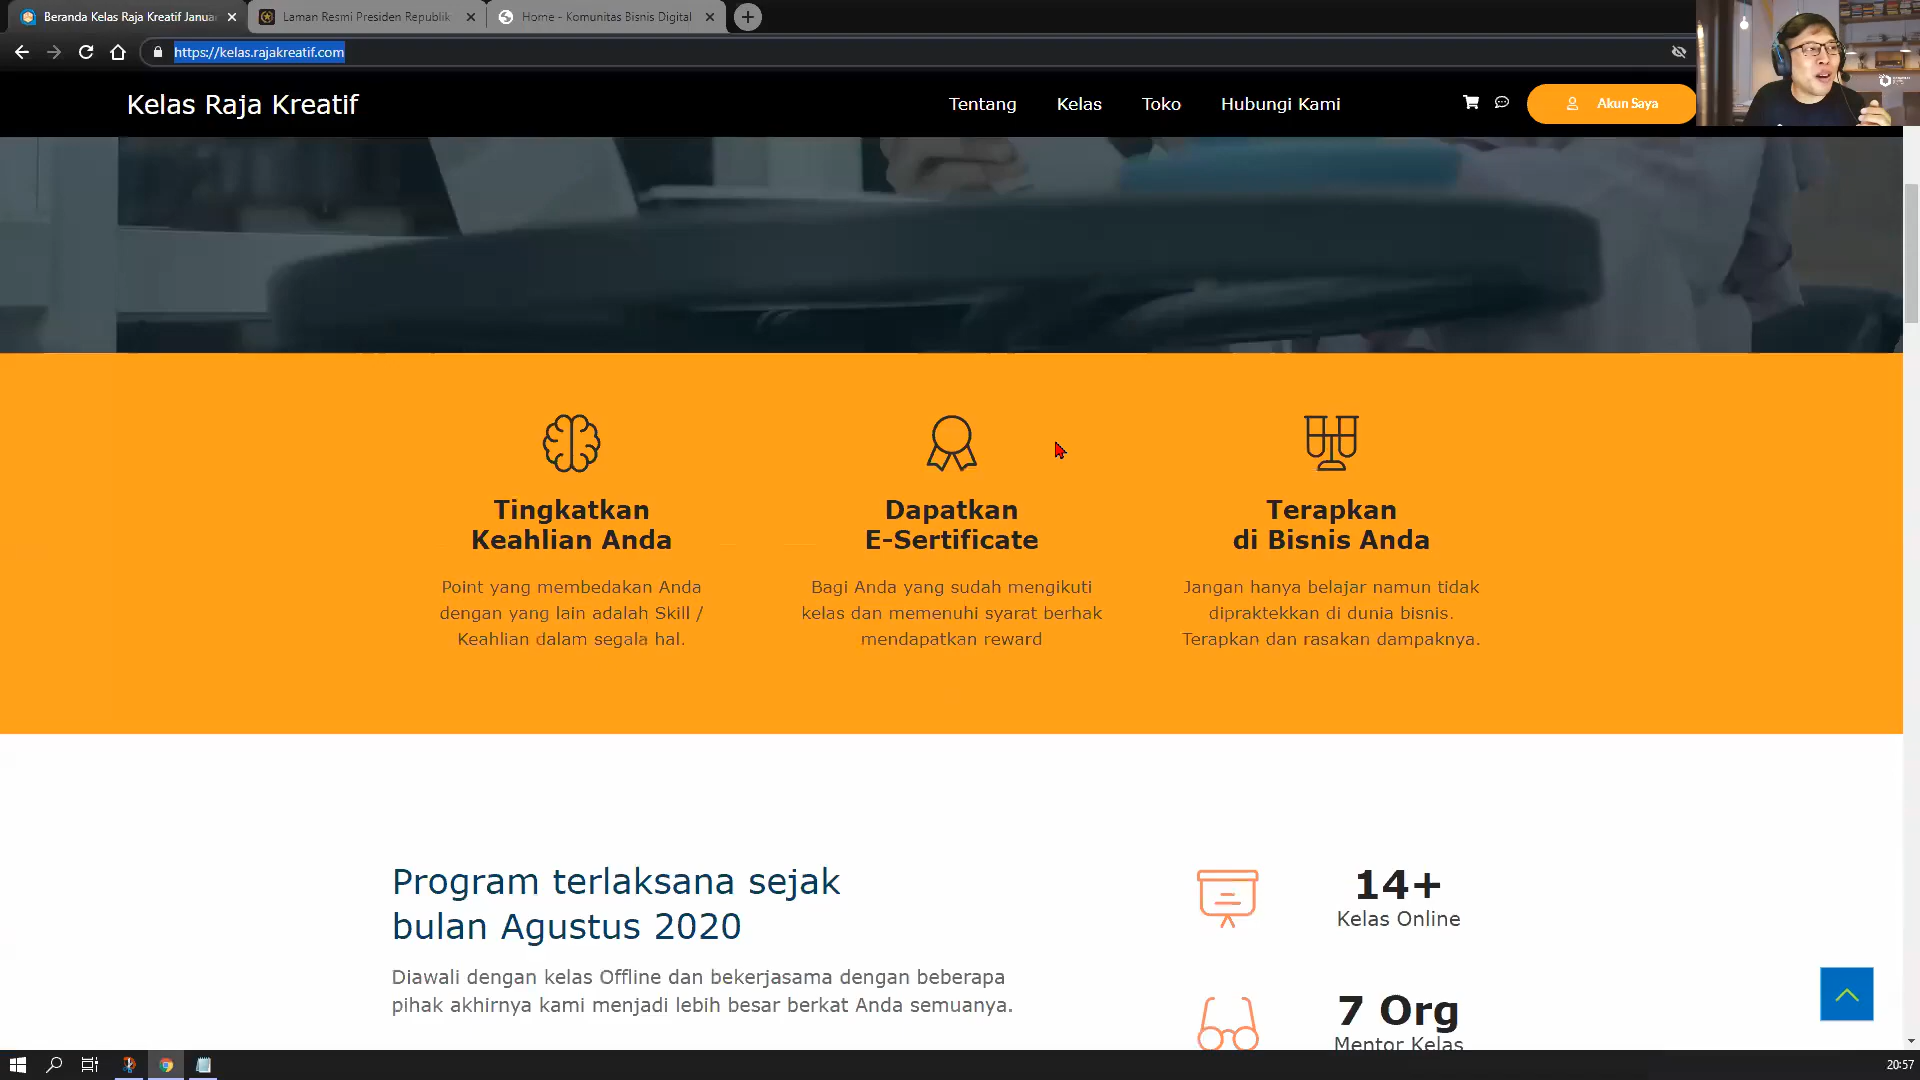 Beranda Kelas Raja Kreatif Janua
Laman Resmi Presiden Republik
Home - Komunitas Bisnis Digital
https://kelas.rajakreatif.com
Kelas Raja Kreatif
Tentang
Kelas
Toko
Hubungi Kami
Akun Saya
Tingkatkan
Keahlian Anda
Point yang membedakan Anda
dengan yang lain adalah Skill /
Keahlian dalam segala hal.
Dapatkan
E-Sertificate
Bagi Anda yang sudah mengikuti
kelas dan memenuhi syarat berhak
mendapatkan reward
Terapkan
di Bisnis Anda
Jangan hanya belajar namun tidak
dipraktekkan di dunia bisnis.
Terapkan dan rasakan dampaknya.
Program terlaksana sejak
bulan Agustus 2020
Diawali dengan kelas Offline dan bekerjasama dengan beberapa
pihak akhirnya kami menjadi lebih besar berkat Anda semuanya.
14+
Kelas Online
7 Org
Mentor Kelas
20:57